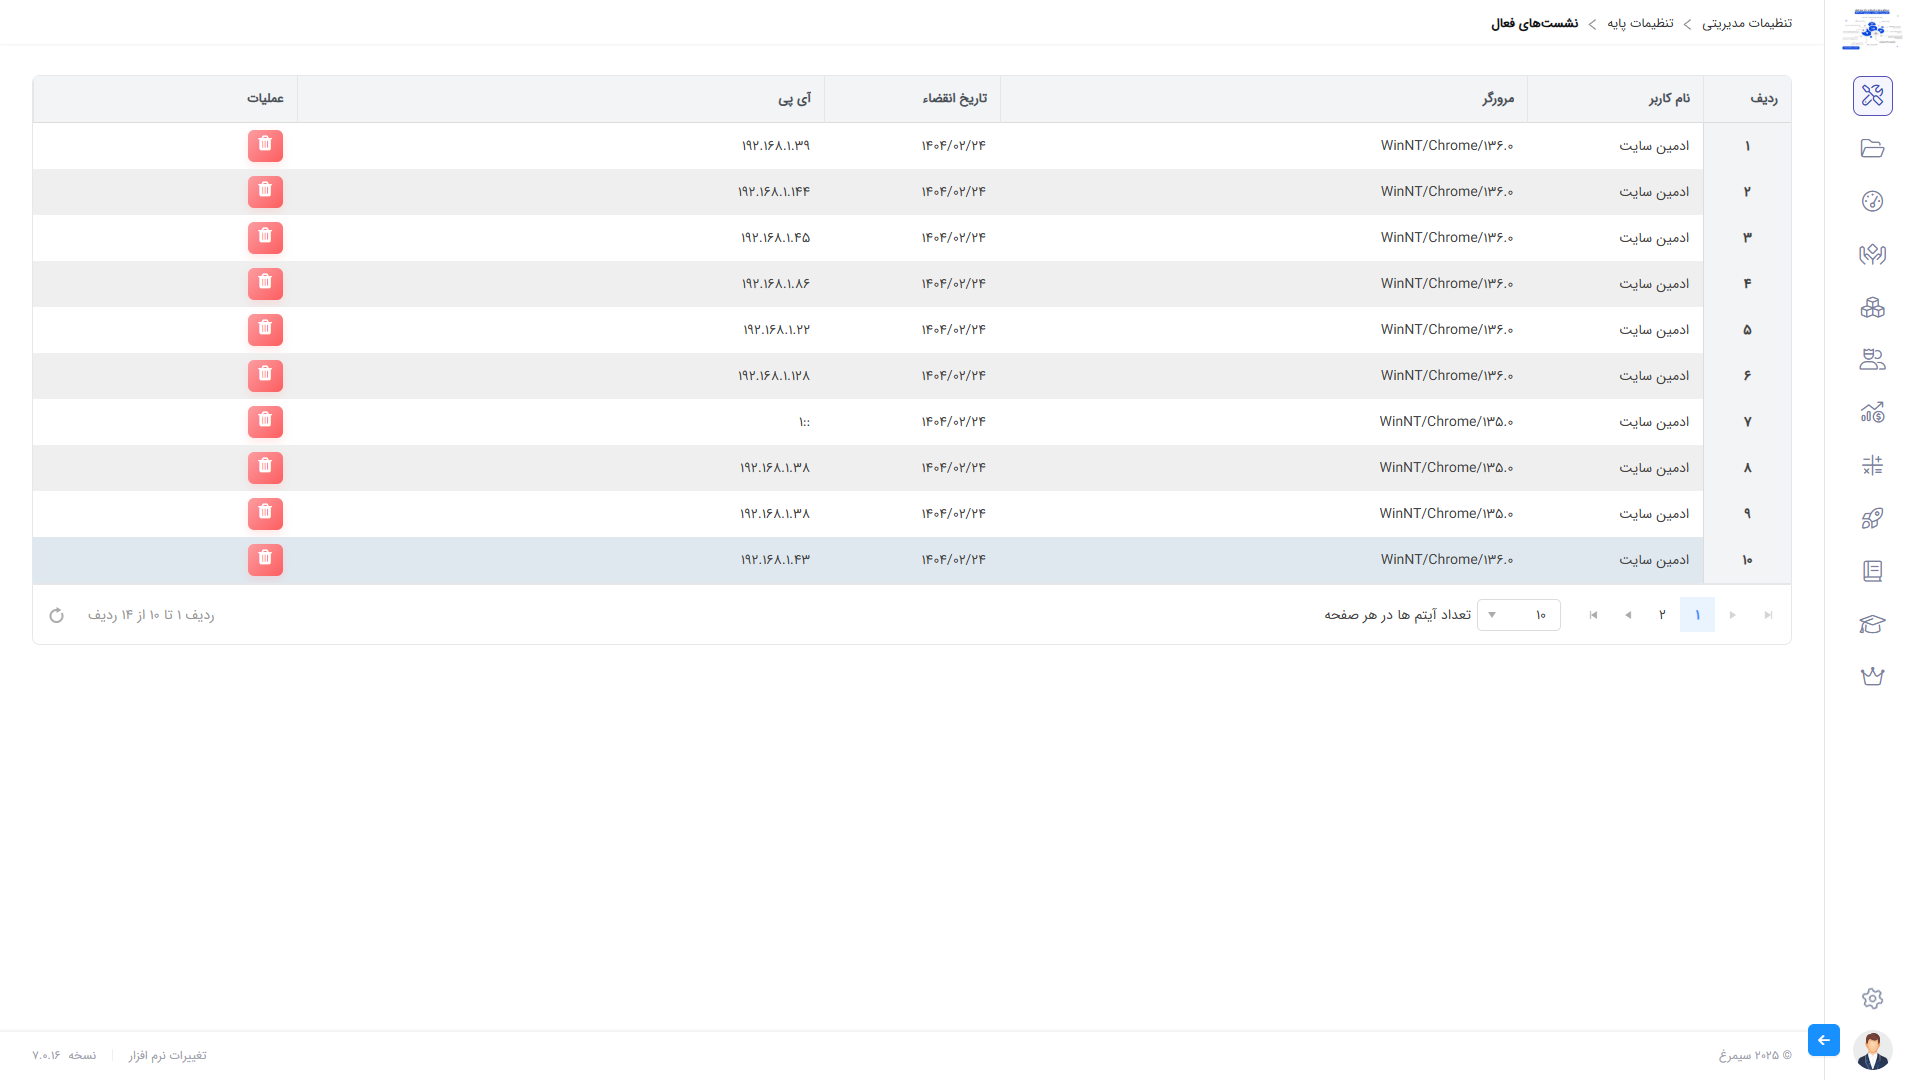 تنظیمات مدیریتی > تنظیمات پایه > نشست‌های فعال
ردیف نام کاربر مرورگر تاریخ انقضاء آی پی عملیات
۱ ادمین سایت WinNT/Chrome/۱۳۶.۰ ۱۴۰۴/۰۲/۲۴ ۱۹۲.۱۶۸.۱.۳۹
۲ ادمین سایت WinNT/Chrome/۱۳۶.۰ ۱۴۰۴/۰۲/۲۴ ۱۹۲.۱۶۸.۱.۱۴۴
۳ ادمین سایت WinNT/Chrome/۱۳۶.۰ ۱۴۰۴/۰۲/۲۴ ۱۹۲.۱۶۸.۱.۴۵
۴ ادمین سایت WinNT/Chrome/۱۳۶.۰ ۱۴۰۴/۰۲/۲۴ ۱۹۲.۱۶۸.۱.۸۶
۵ ادمین سایت WinNT/Chrome/۱۳۶.۰ ۱۴۰۴/۰۲/۲۴ ۱۹۲.۱۶۸.۱.۲۲
۶ ادمین سایت WinNT/Chrome/۱۳۶.۰ ۱۴۰۴/۰۲/۲۴ ۱۹۲.۱۶۸.۱.۱۲۸
۷ ادمین سایت WinNT/Chrome/۱۳۵.۰ ۱۴۰۴/۰۲/۲۴ ::۱
۸ ادمین سایت WinNT/Chrome/۱۳۵.۰ ۱۴۰۴/۰۲/۲۴ ۱۹۲.۱۶۸.۱.۳۸
۹ ادمین سایت WinNT/Chrome/۱۳۵.۰ ۱۴۰۴/۰۲/۲۴ ۱۹۲.۱۶۸.۱.۳۸
۱۰ ادمین سایت WinNT/Chrome/۱۳۶.۰ ۱۴۰۴/۰۲/۲۴ ۱۹۲.۱۶۸.۱.۴۳
۱ ۲ ۱۰ تعداد آیتم ها در هر صفحه ردیف ۱ تا ۱۰ از ۱۴ ردیف
© ۲۰۲۵ سیمرغ تغییرات نرم افزار نسخه ۷.۰.۱۶